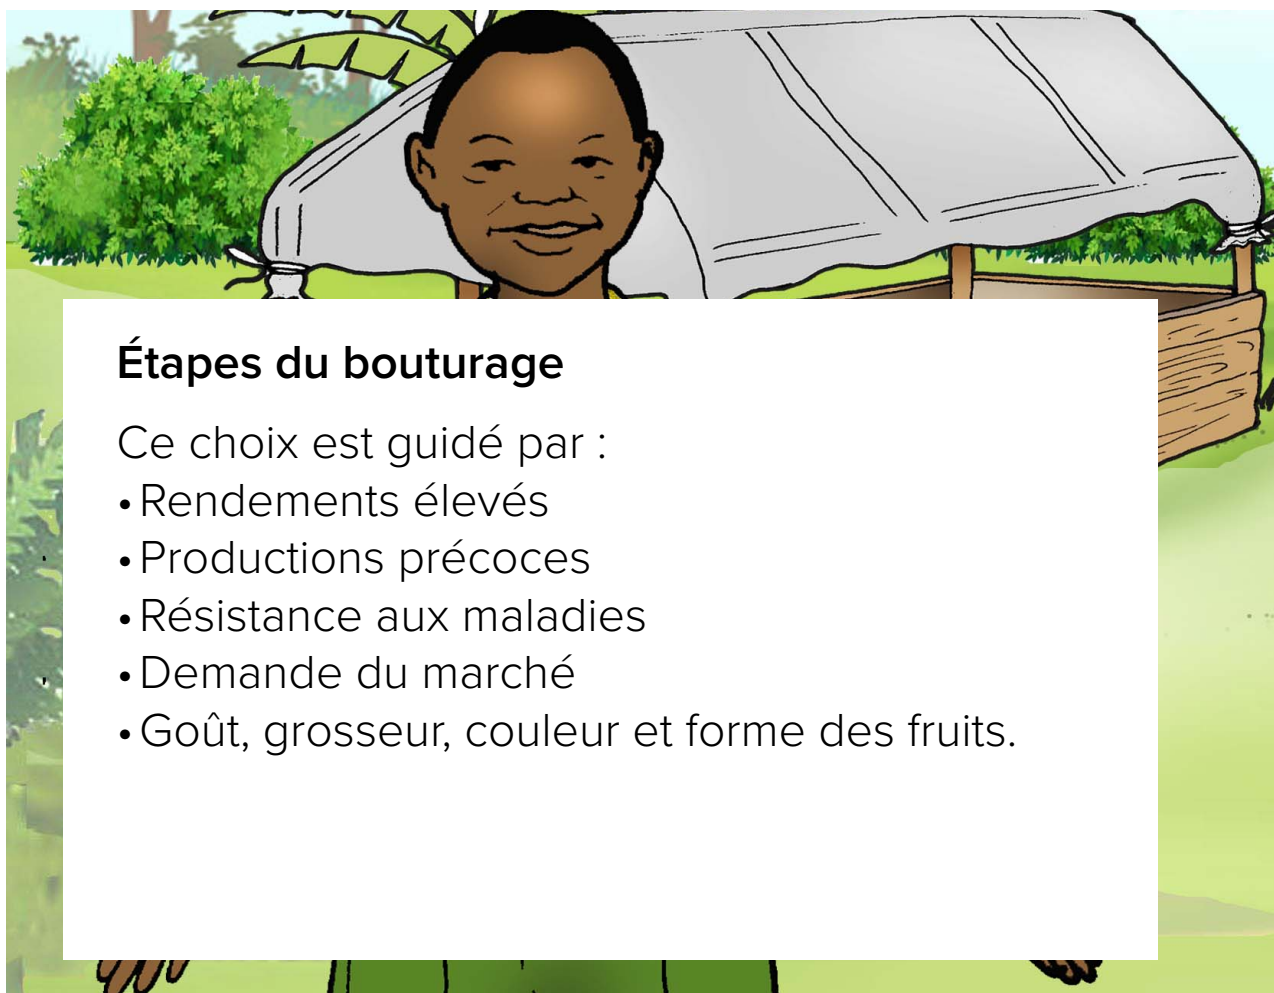 Étapes du bouturage
Ce choix est guidé par :
• Rendements élevés
• Productions précoces
• Résistance aux maladies
• Demande du marché
• Goût, grosseur, couleur et forme des fruits.